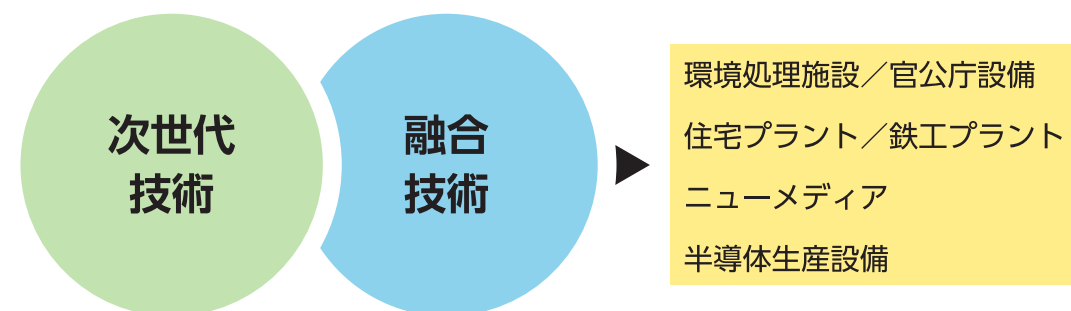 次世代
技術
融合
技術
環境処理施設／官公庁設備
住宅プラント／鉄工プラント
ニューメディア
半導体生産設備